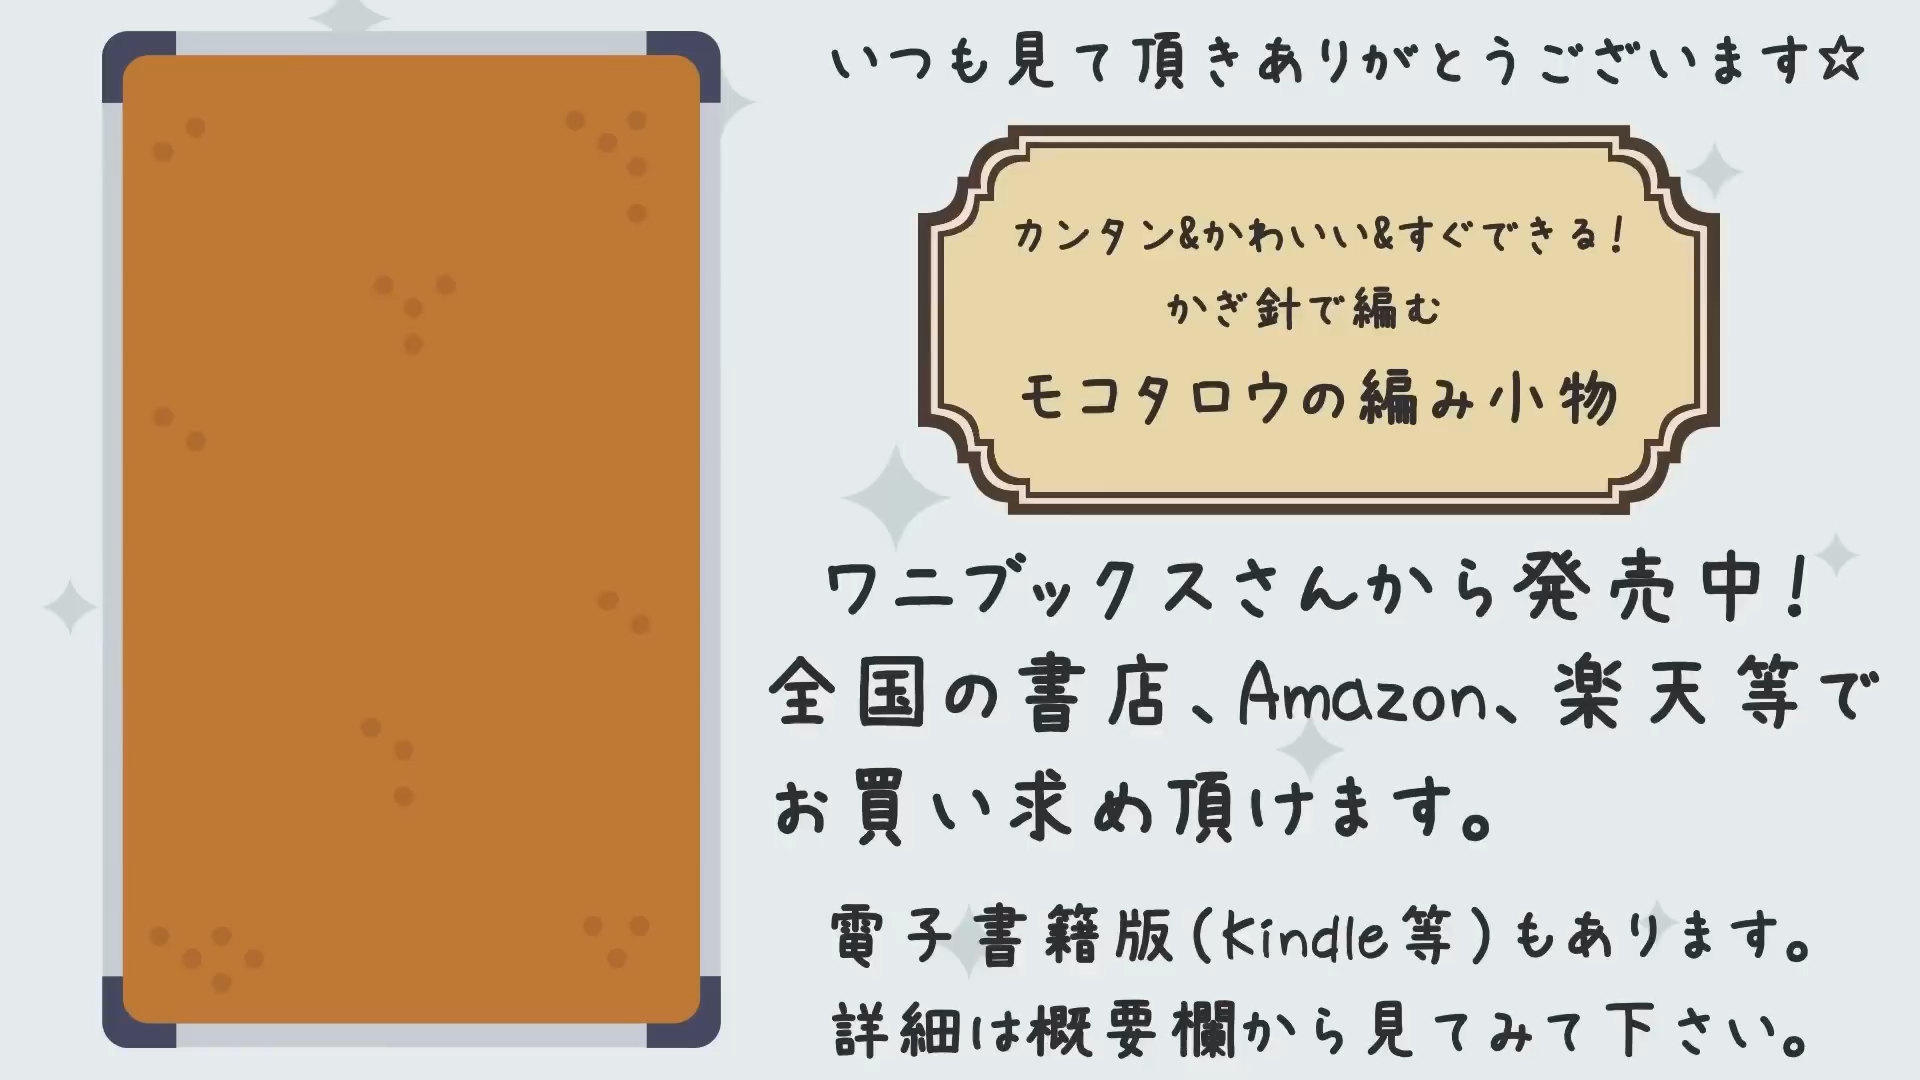 いつも見て頂きありがとうございます☆
カンタン&かわいい&すぐできる!
かぎ針で編む
モコタロウの編み小物
ワニブックスさんから発売中!
全国の書店、Amazon、楽天等で
お買い求め頂けます。
電子書籍版(Kindle等)もあります。
詳細は概要欄から見てみて下さい。